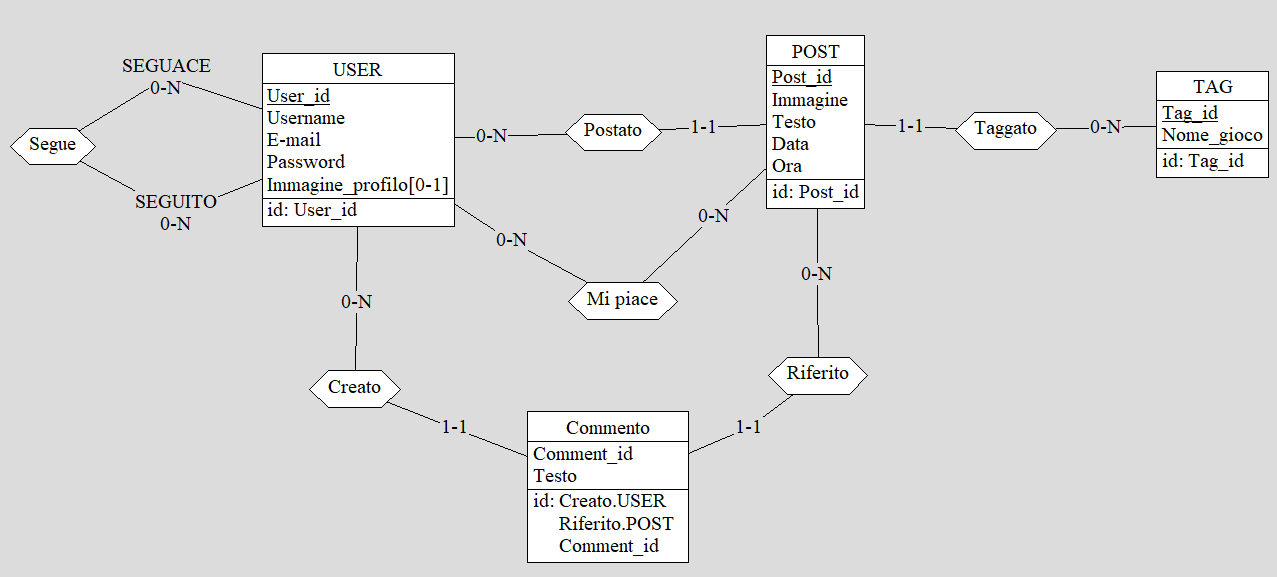 SEGUACE
0-N
Segue
SEGUITO
0-N
USER
User_id
Username
E-mail
Password
Immagine_profilo[0-1]
id: User_id
0-N
Postato
1-1
POST
Post_id
Immagine
Testo
Data
Ora
id: Post_id
1-1
Taggato
0-N
TAG
Tag_id
Nome_gioco
id: Tag_id
0-N
Mi piace
0-N
0-N
Creato
1-1
0-N
Riferito
1-1
Commento
Comment_id
Testo
id: Creato.USER
Riferito.POST
Comment_id